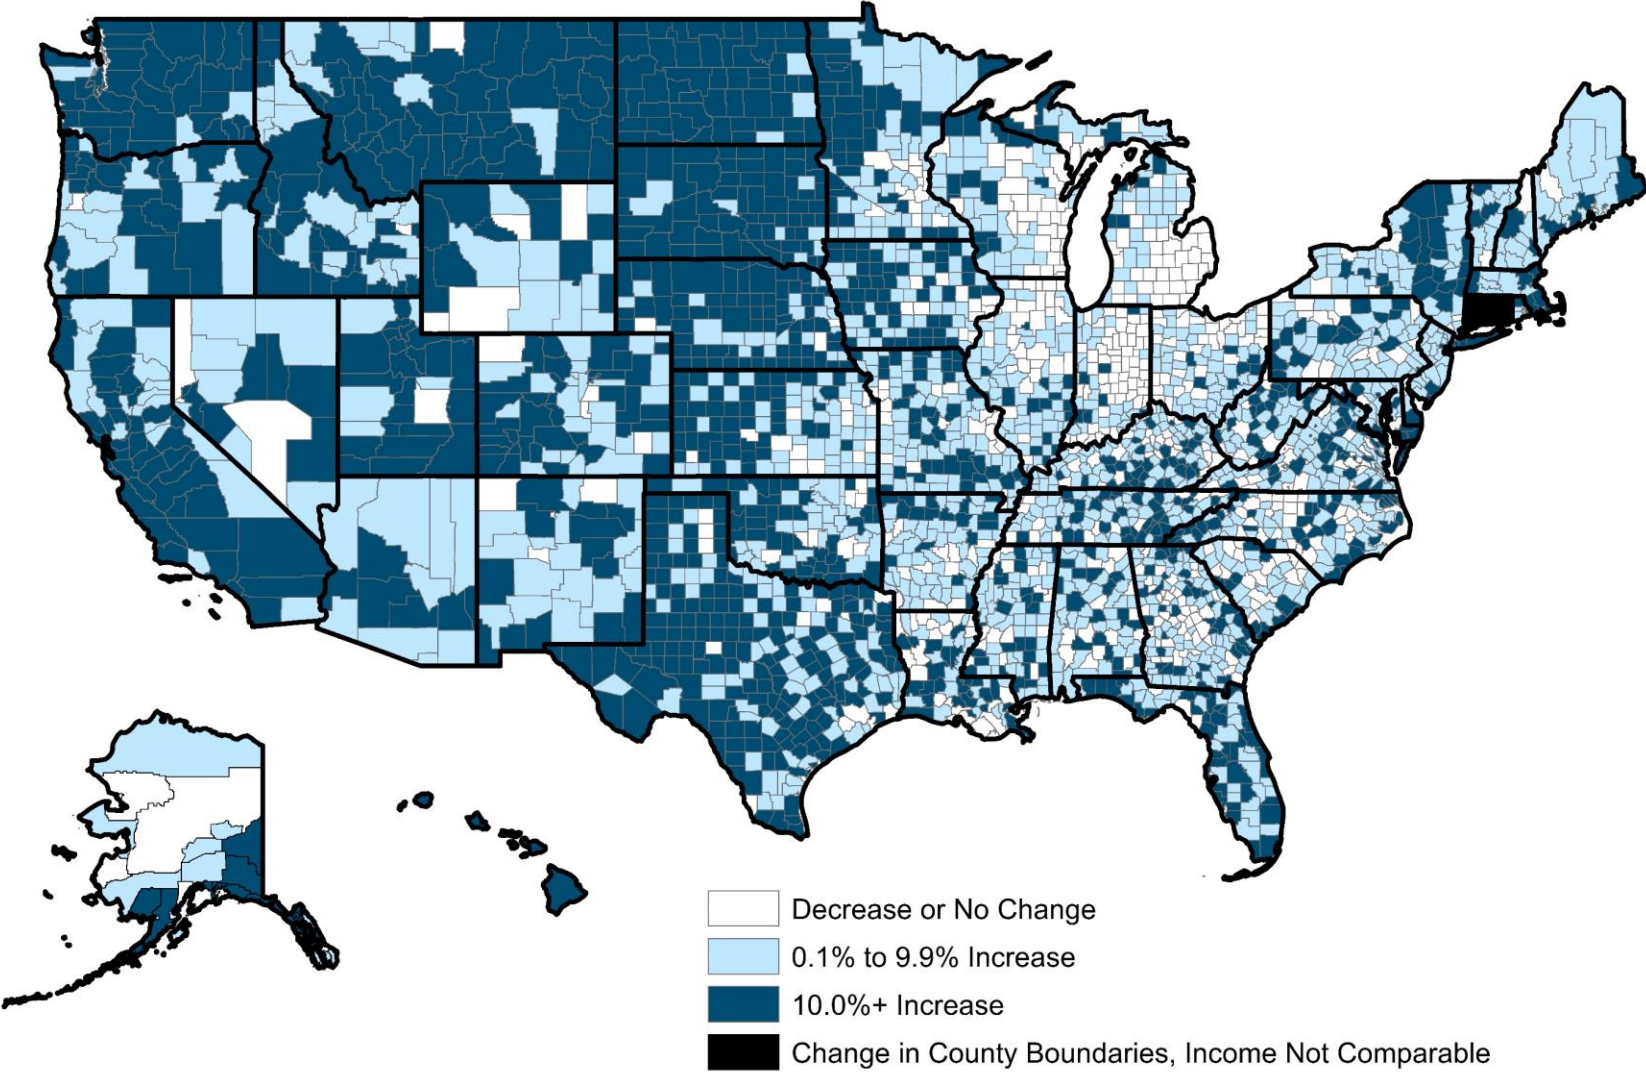 Decrease or No Change
0.1% to 9.9% Increase
10.0%+ Increase
Change in County Boundaries, Income Not Comparable